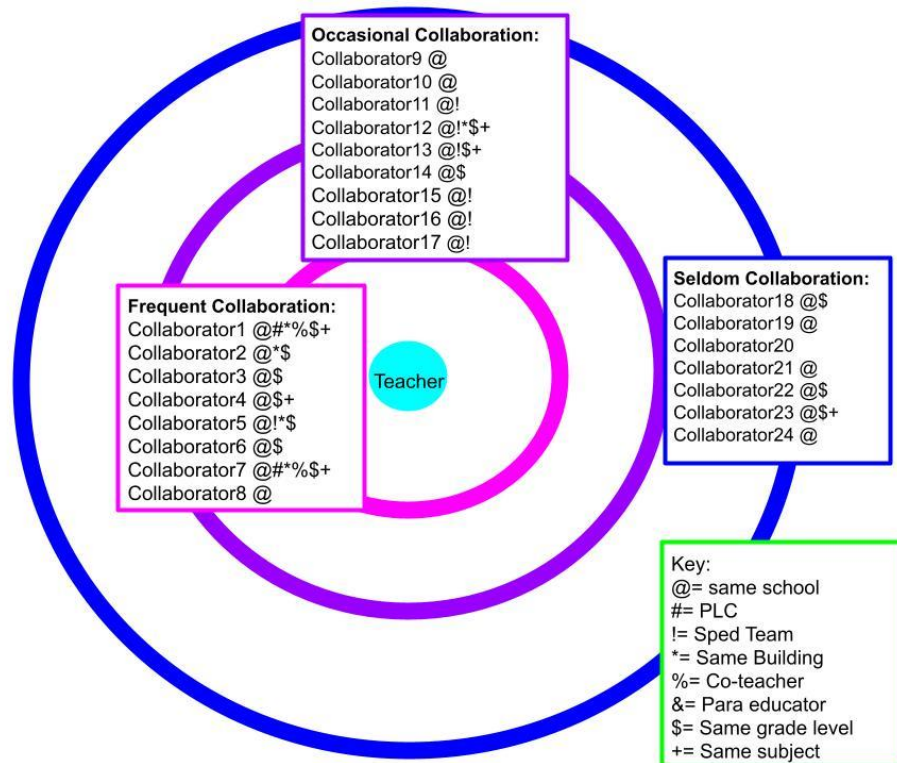 Occasional Collaboration:
Collaborator9 @
Collaborator10 @
Collaborator11 @!
Collaborator12 @!*$+
Collaborator13 @!$+
Collaborator14 @$
Collaborator15 @!
Collaborator16 @!
Collaborator17 @!
Frequent Collaboration:
Collaborator1 @#*%$+
Collaborator2 @*$
Collaborator3 @$
Collaborator4 @$+
Collaborator5 @!*$
Collaborator6 @$
Collaborator7 @#*%$+
Collaborator8 @
Teacher
Seldom Collaboration:
Collaborator18 @$
Collaborator19 @
Collaborator20
Collaborator21 @
Collaborator22 @$
Collaborator23 @$+
Collaborator24 @
Key:
@= same school
#= PLC
!= Sped Team
*= Same Building
%= Co-teacher
&= Para educator
$= Same grade level
+= Same subject